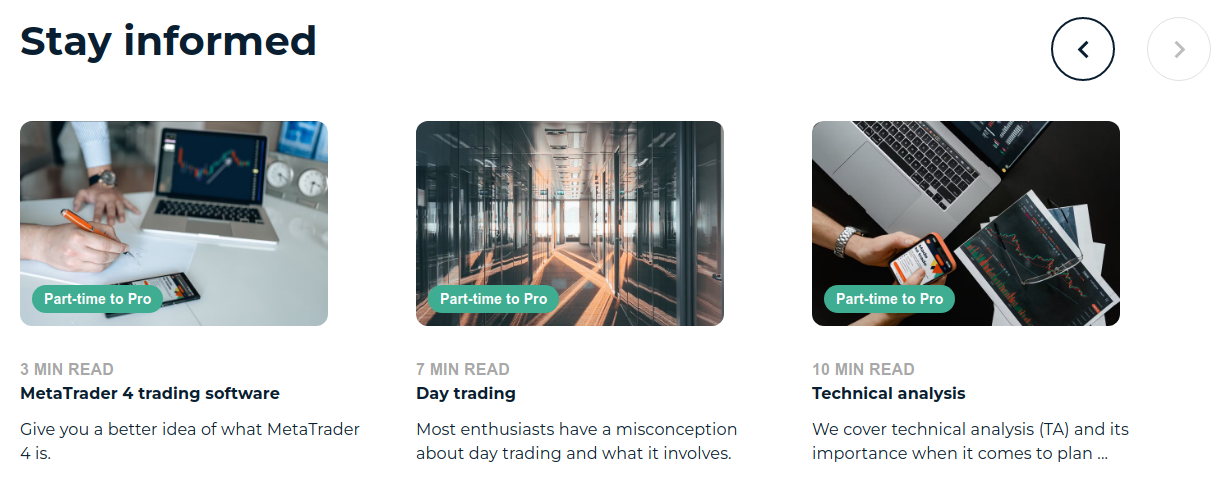 Stay informed
Part-time to Pro
3 MIN READ
MetaTrader 4 trading software
Give you a better idea of what MetaTrader
4 is.
Part-time to Pro
7 MIN READ
Day trading
Most enthusiasts have a misconception
about day trading and what it involves.
Part-time to Pro
10 MIN READ
Technical analysis
We cover technical analysis (TA) and its
importance when it comes to plan ...